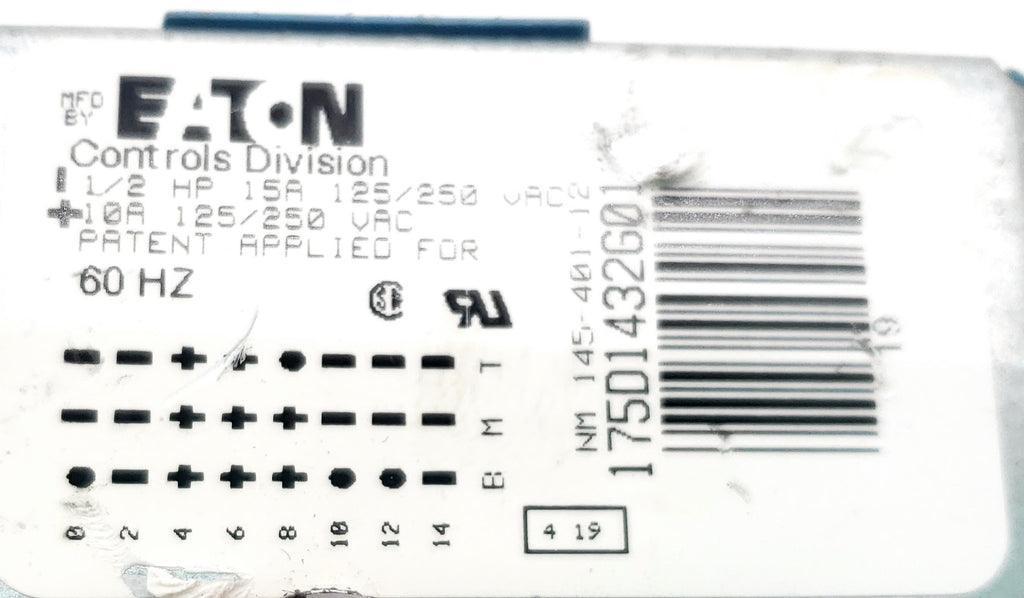 MFD BY EATON
Controls Division
- 1/2 HP 15A 125/250 VAC
+ 10A 125/250 VAC
PATENT APPLIED FOR
60 HZ
T
M
B
0 2 4 6 8 10 12 14
4 19
NM 145-401-12
175D1432G01
19